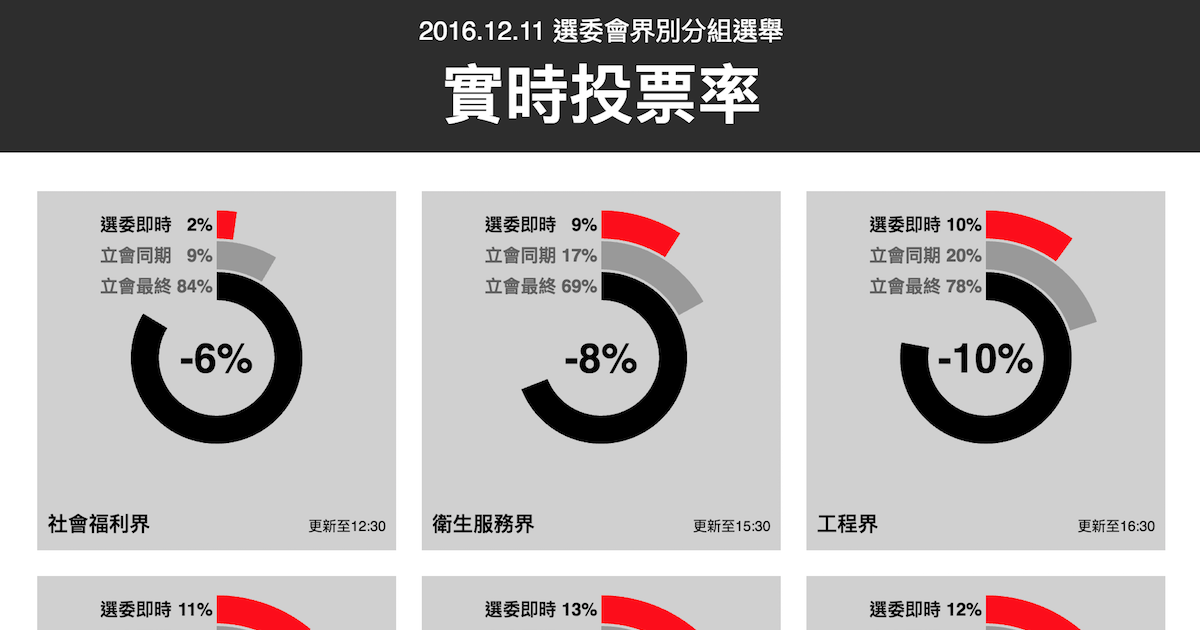 2016.12.11 選委會界別分組選舉
實時投票率
選委即時 2%
立會同期 9%
立會最終 84%
-6%
社會福利界 更新至12:30
選委即時 9%
立會同期 17%
立會最終 69%
-8%
衛生服務界 更新至15:30
選委即時 10%
立會同期 20%
立會最終 78%
-10%
工程界 更新至16:30
選委即時 11%
選委即時 13%
選委即時 12%